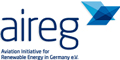 aireg
Aviation Initiative for
Renewable Energy in Germany e.V.